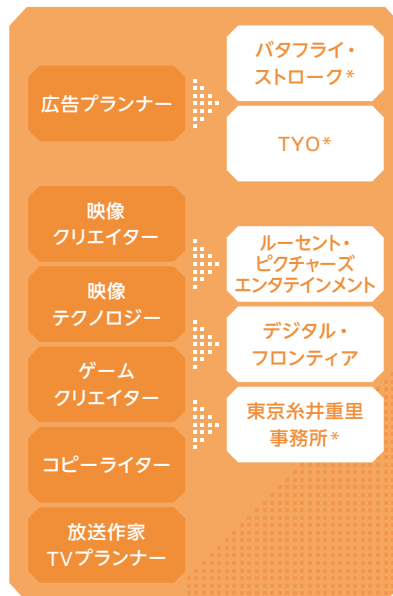 広告プランナー
バタフライ・
ストローク*
TYO*
映像
クリエイター
映像
テクノロジー
ゲーム
クリエイター
コピーライター
放送作家
TVプランナー
ルーセント・
ピクチャーズ
エンタテインメント
デジタル・
フロンティア
東京糸井重里
事務所*